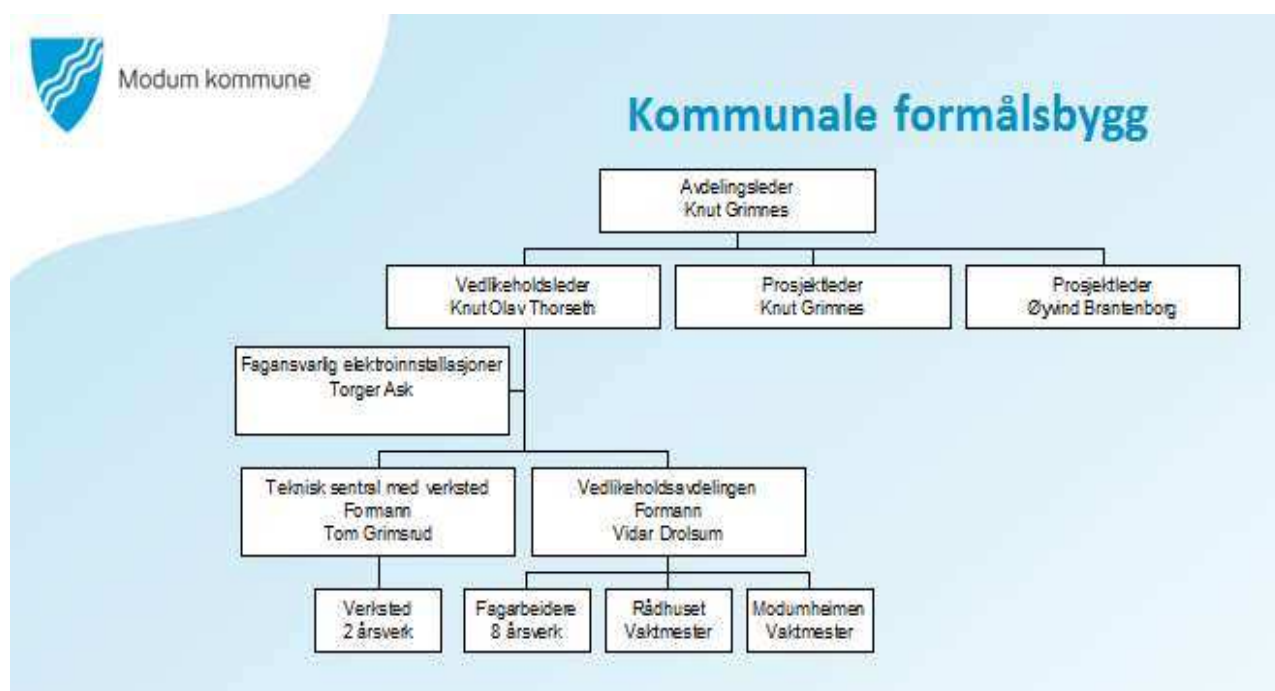 Modum kommune
Kommunale formålsbygg
Avdelingsleder
Knut Grimnes
Vedlikeholdsleder
Knut Olav Thorseth
Prosjektleder
Knut Grimnes
Prosjektleder
Øyvind Brantenborg
Fagansvarlig elektroinnstallasjoner
Torger Ask
Teknisk sentral med verksted
Formann
Tom Grimsrud
Vedlikeholdsavdelingen
Formann
Vidar Drolsum
Verksted
2 årsverk
Fagarbeidere
8 årsverk
Rådhuset
Vaktmester
Modumheimen
Vaktmester